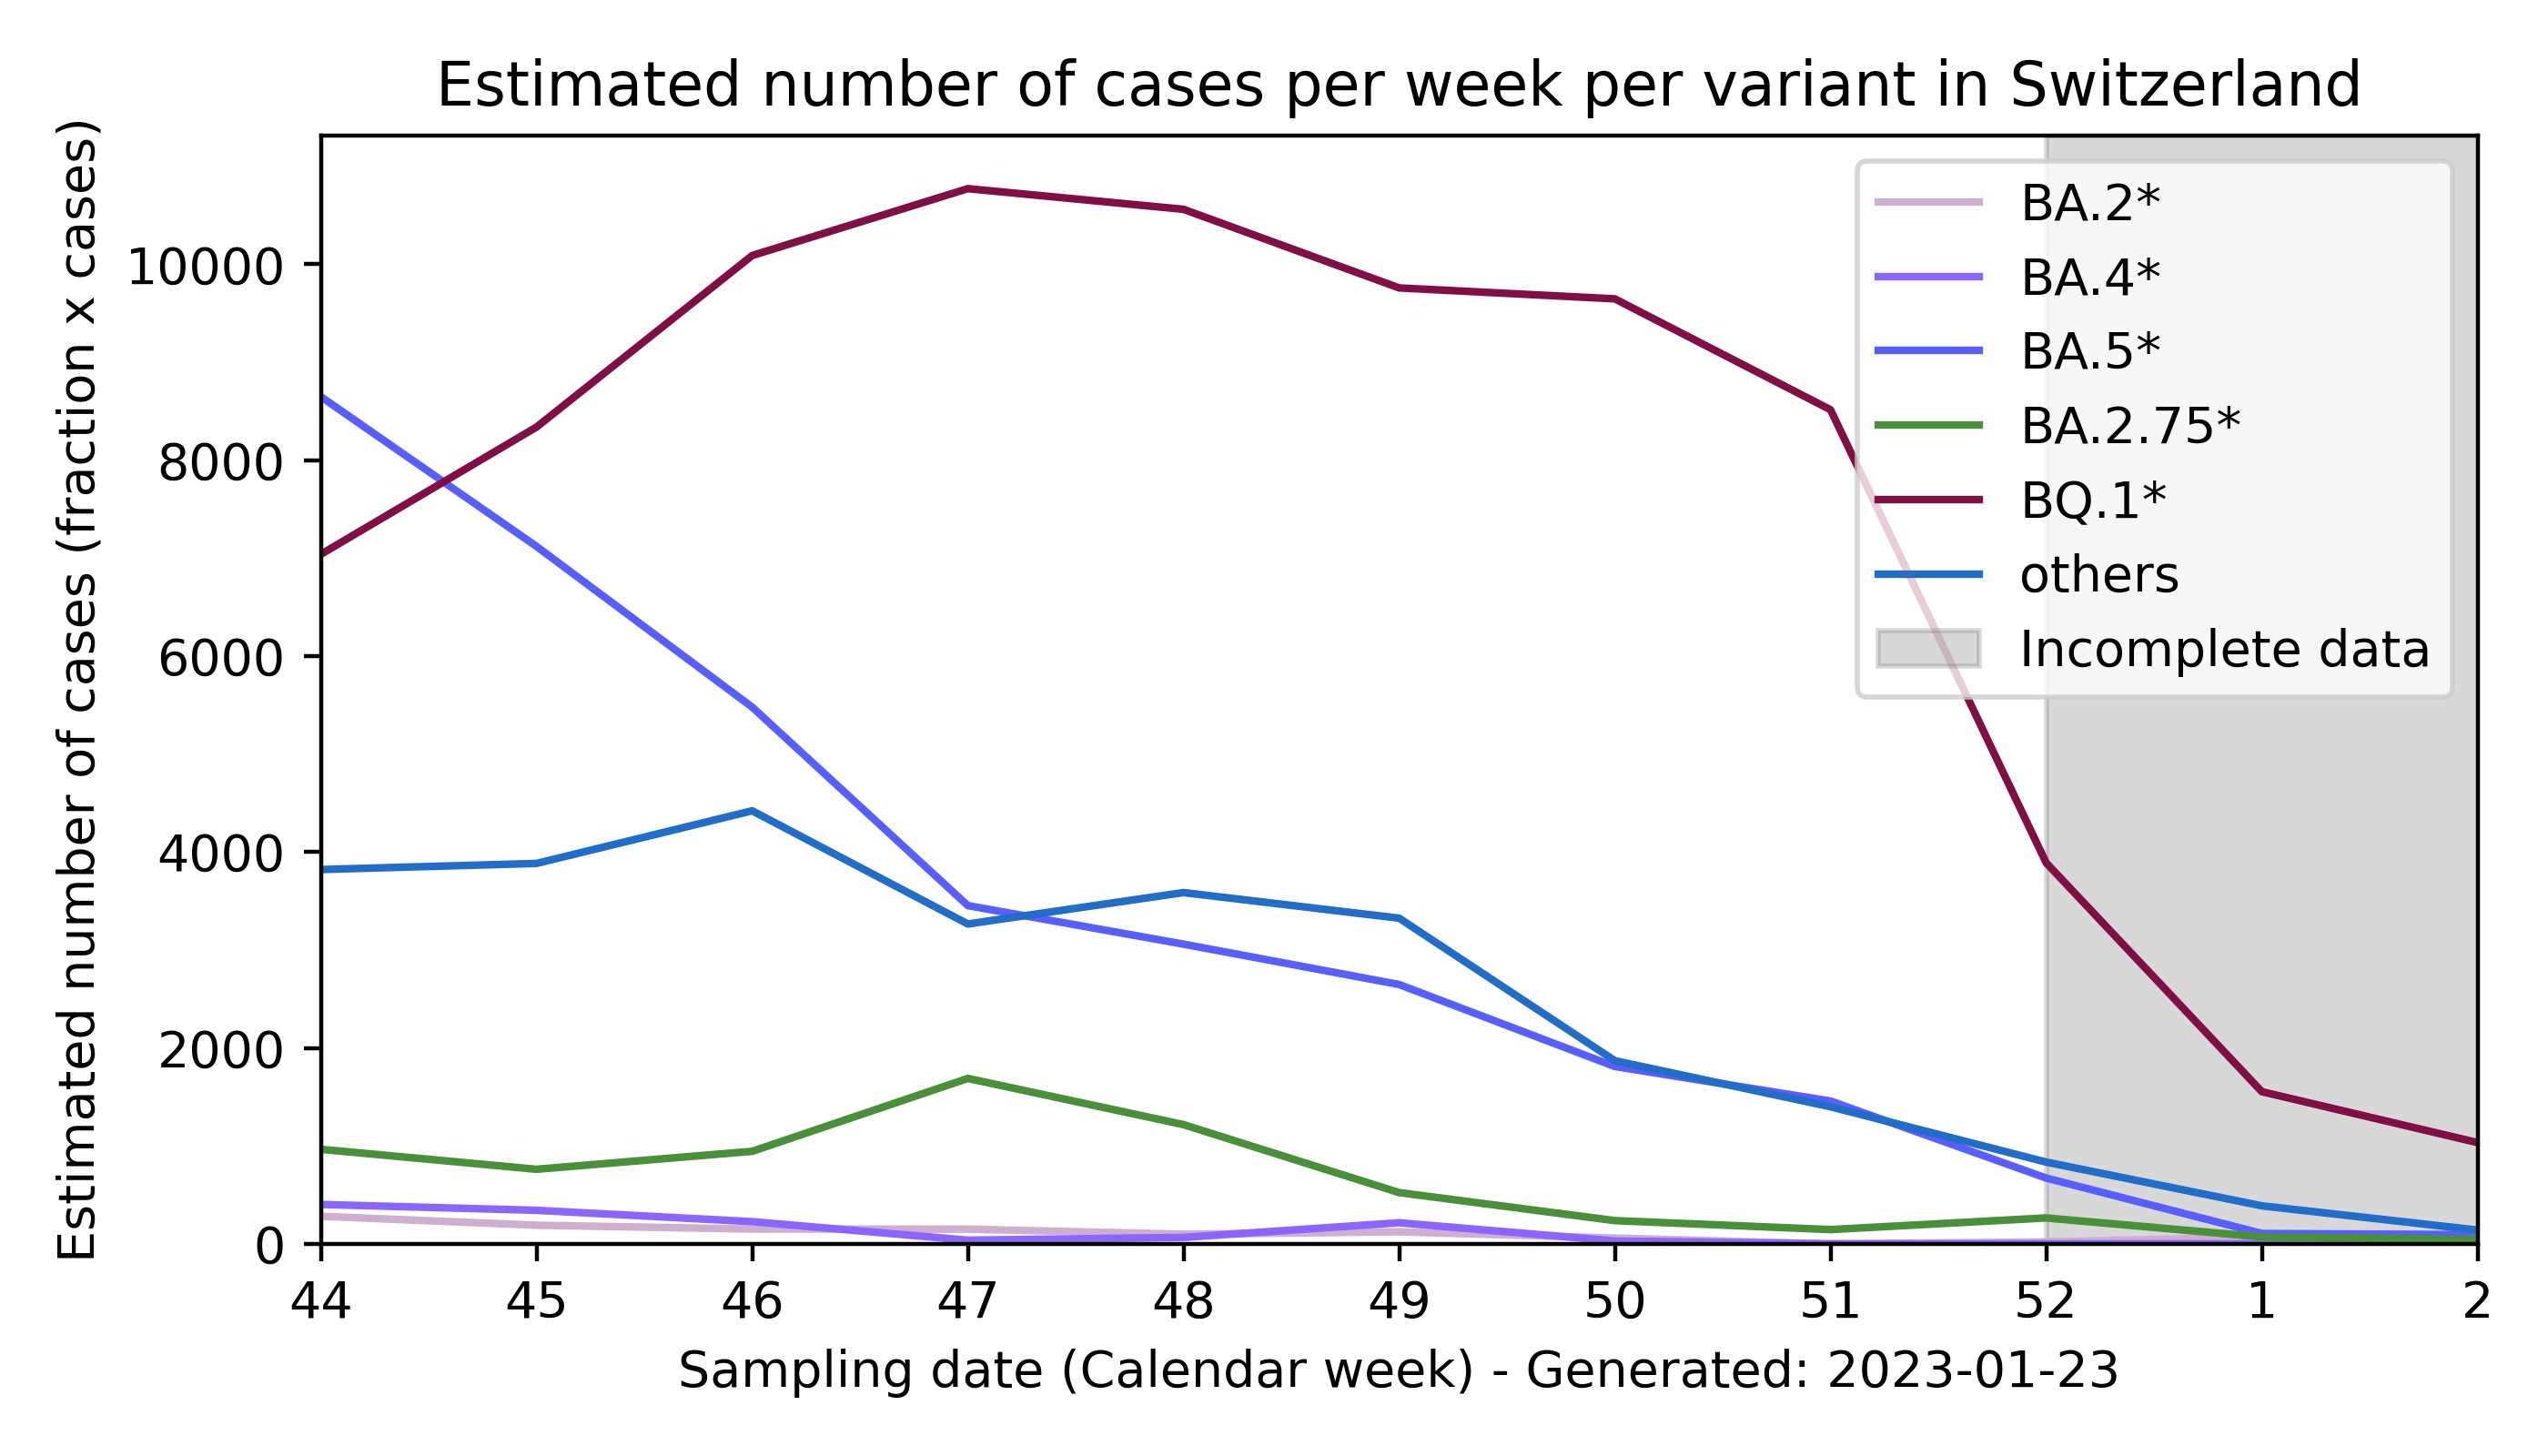 Estimated number of cases per week per variant in Switzerland
Estimated number of cases (fraction x cases)
10000
8000
6000
4000
2000
0
BA.2*
BA.4*
BA.5*
BA.2.75*
BQ.1*
others
Incomplete data
44 45 46 47 48 49 50 51 52 1 2
Sampling date (Calendar week) - Generated: 2023-01-23